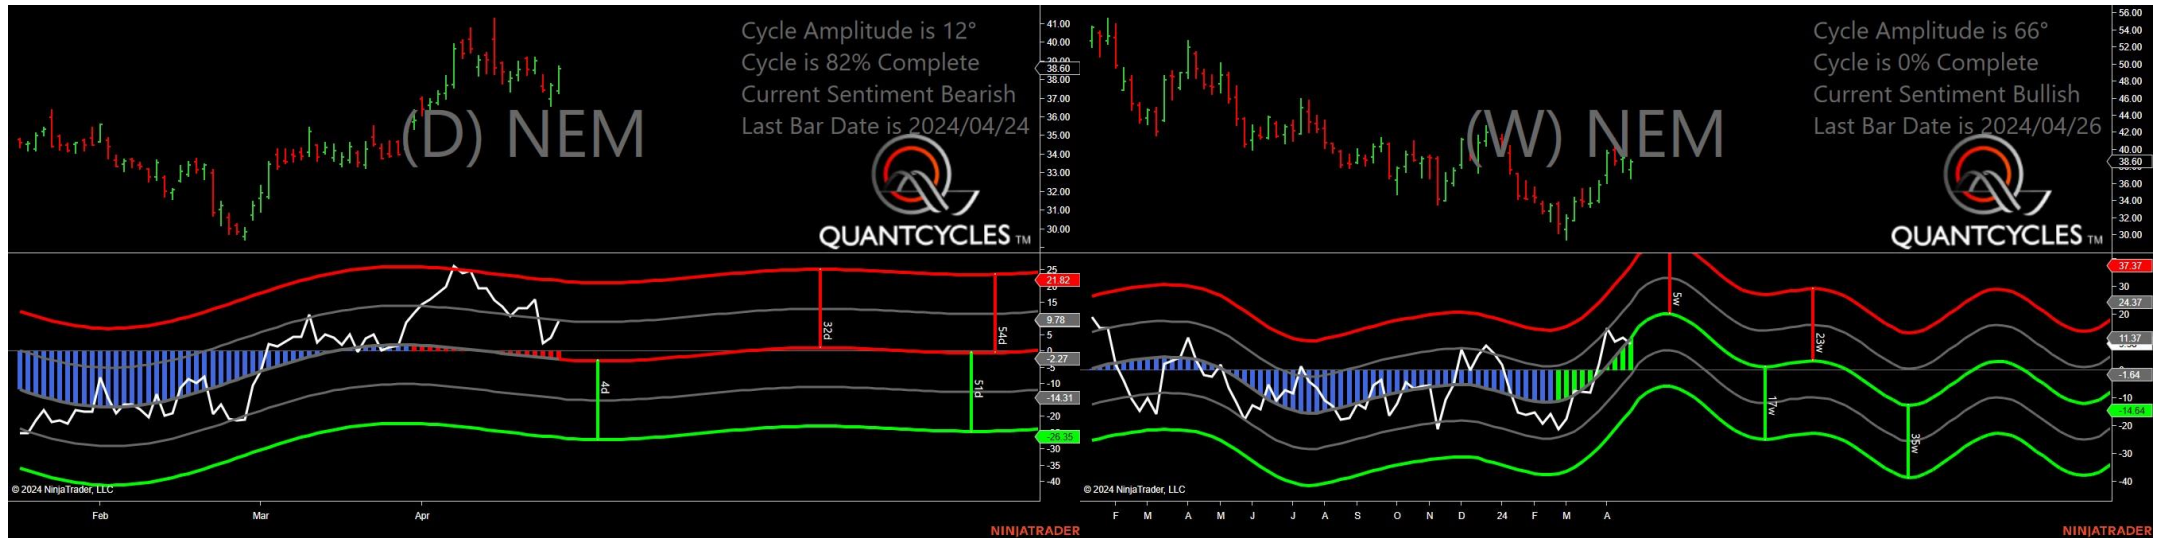 Cycle Amplitude is 12°
Cycle is 82% Complete
Current Sentiment Bearish
Last Bar Date is 2024/04/24
(D) NEM
QUANTCYCLES TM
41.00
40.00
38.60
38.00
37.00
36.00
35.00
34.00
33.00
32.00
31.00
30.00
25
21.82
20
15
9.78
5
0
-2.27
-5
-10
-14.31
-20
-26.35
-30
-35
-40
4d
32d
51d
54d
© 2024 NinjaTrader, LLC
Feb Mar Apr
NINJATRADER
Cycle Amplitude is 66°
Cycle is 0% Complete
Current Sentiment Bullish
Last Bar Date is 2024/04/26
(W) NEM
QUANTCYCLES TM
56.00
54.00
52.00
50.00
48.00
46.00
44.00
42.00
40.00
38.60
36.00
34.00
32.00
30.00
37.37
30
24.37
20
11.37
-1.64
-10
-14.64
-20
-30
-40
5w
17w
23w
35w
© 2024 NinjaTrader, LLC
F M A M J J A S O N D 24 F M A
NINJATRADER